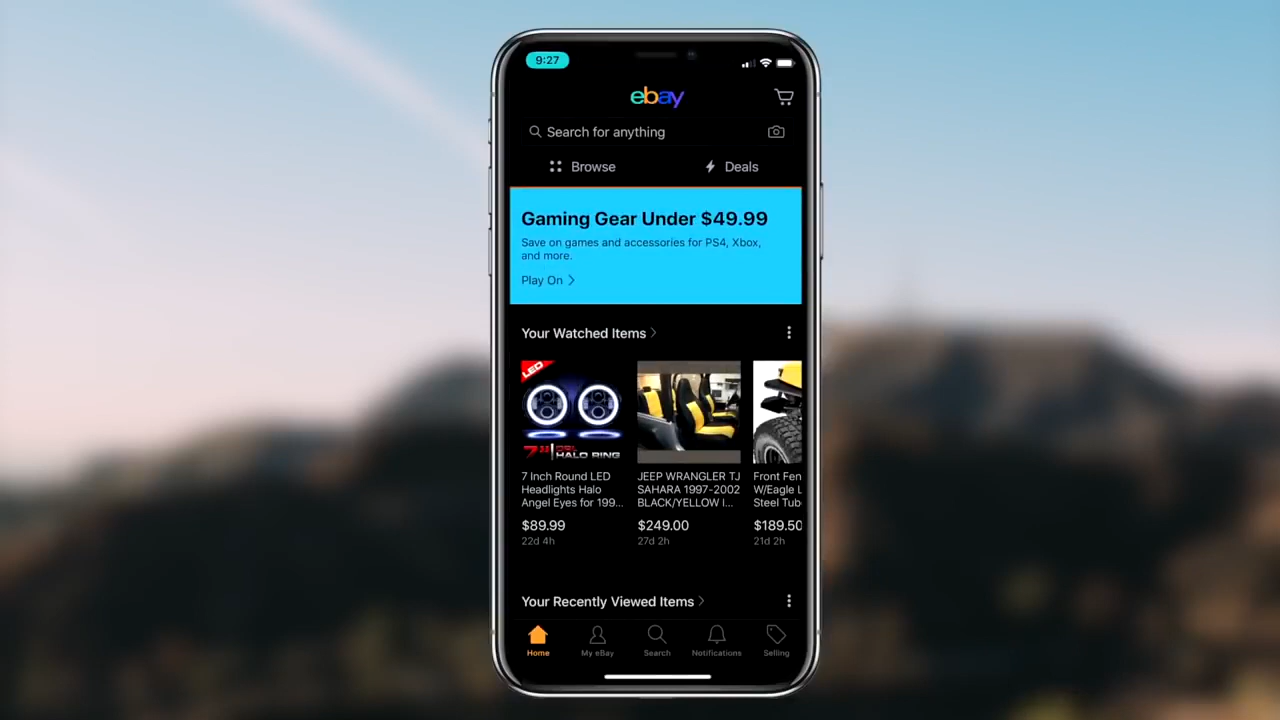 9:27
ebay
Search for anything
Browse
Deals
Gaming Gear Under $49.99
Save on games and accessories for PS4, Xbox,
and more.
Play On
Your Watched Items
LED
HALO RING
7 Inch Round LED
Headlights Halo
Angel Eyes for 199...
$89.99
22d 4h
JEEP WRANGLER TJ
SAHARA 1997-2002
BLACK/YELLOW I...
$249.00
27d 2h
Front Fen
W/Eagle L
Steel Tub
$189.50
21d 2h
Your Recently Viewed Items
Home
My eBay
Search
Notifications
Selling